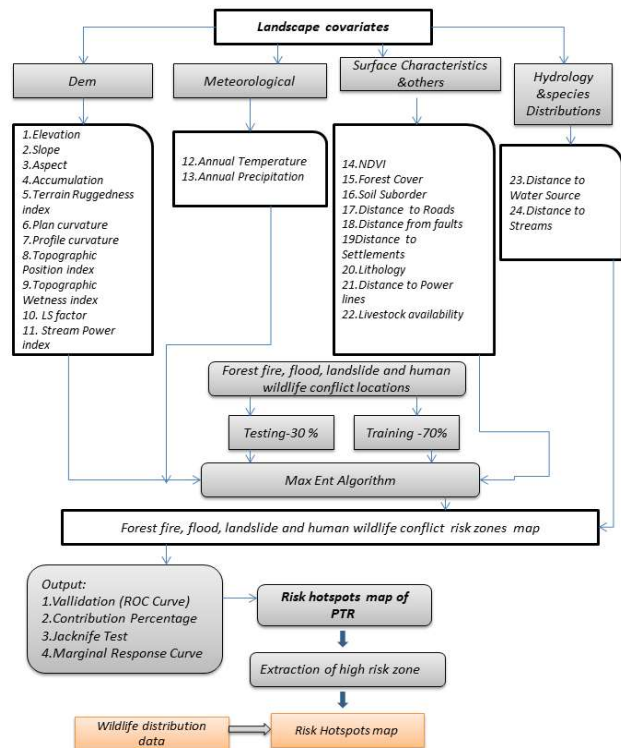 Landscape covariates
Dem
Meteorological
Surface Characteristics
&others
Hydrology
&species
Distributions
1.Elevation
2.Slope
3.Aspect
4.Accumulation
5.Terrain Ruggedness
index
6.Plan curvature
7.Profile curvature
8.Topographic
Position index
9.Topographic
Wetness index
10. LS factor
11. Stream Power
index
12.Annual Temperature
13.Annual Precipitation
14.NDVI
15.Forest Cover
16.Soil Suborder
17.Distance to Roads
18.Distance from faults
19Distance to
Settlements
20.Lithology
21.Distance to Power
lines
22.Livestock availability
23.Distance to
Water Source
24.Distance to
Streams
Forest fire, flood, landslide and human
wildlife conflict locations
Testing-30 %
Training -70%
Max Ent Algorithm
Forest fire, flood, landslide and human wildlife conflict risk zones map
Output:
1.Vallidation (ROC Curve)
2.Contribution Percentage
3.Jacknife Test
4.Marginal Response Curve
Risk hotspots map of
PTR
Extraction of high risk zone
Wildlife distribution
data
Risk Hotspots map